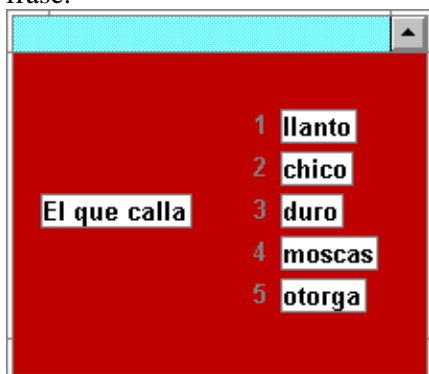 frase.
1 llanto
2 chico
El que calla 3 duro
4 moscas
5 otorga